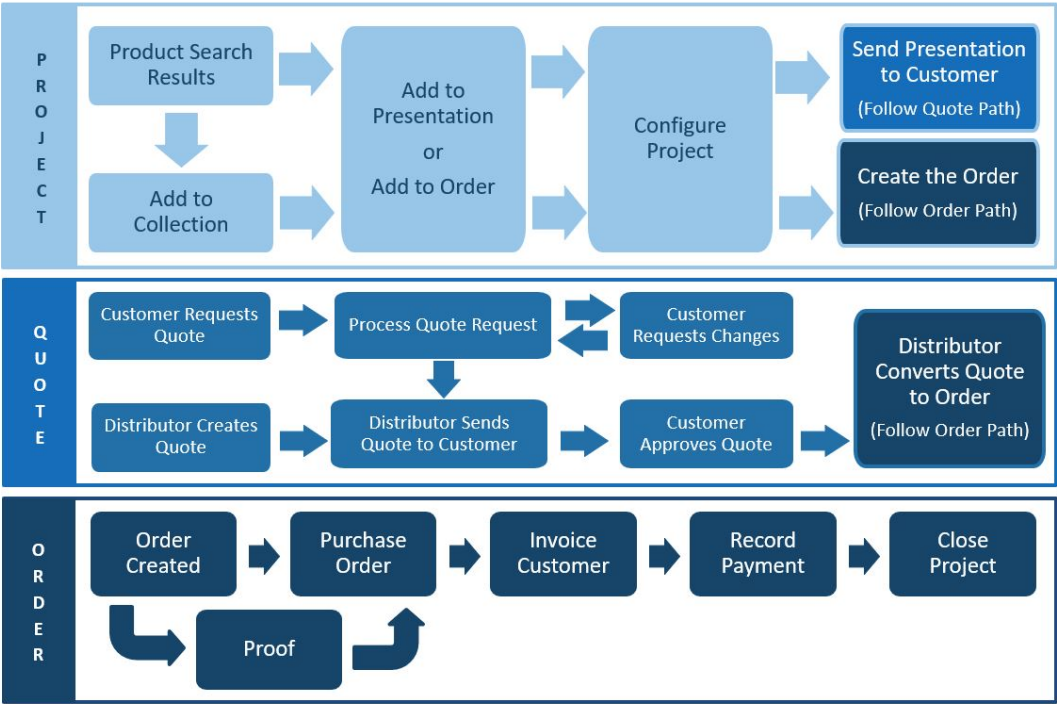 PROJECT
Product Search
Results
Add to
Collection
Add to
Presentation
or
Add to Order
Configure
Project
Send Presentation
to Customer
(Follow Quote Path)
Create the Order
(Follow Order Path)
QUOTE
Customer Requests
Quote
Process Quote Request
Customer
Requests Changes
Distributor Creates
Quote
Distributor Sends
Quote to Customer
Customer
Approves Quote
Distributor
Converts Quote
to Order
(Follow Order Path)
ORDER
Order
Created
Purchase
Order
Invoice
Customer
Record
Payment
Close
Project
Proof